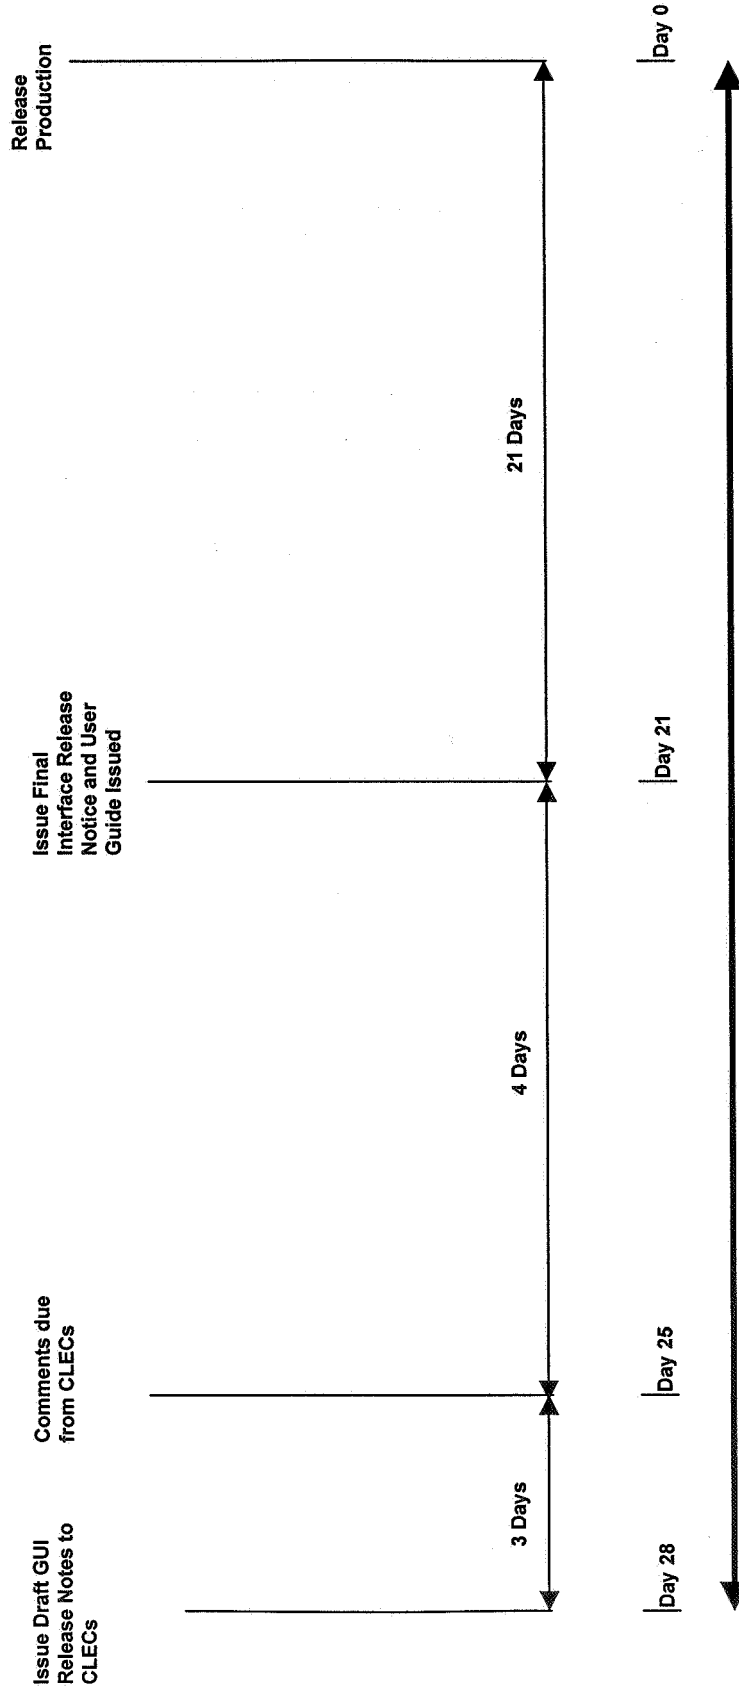 Issue Draft GUI
Release Notes to
CLECs
Comments due
from CLECs
Issue Final
Interface Release
Notice and User
Guide Issued
Release
Production
3 Days
4 Days
21 Days
Day 28
Day 25
Day 21
Day 0